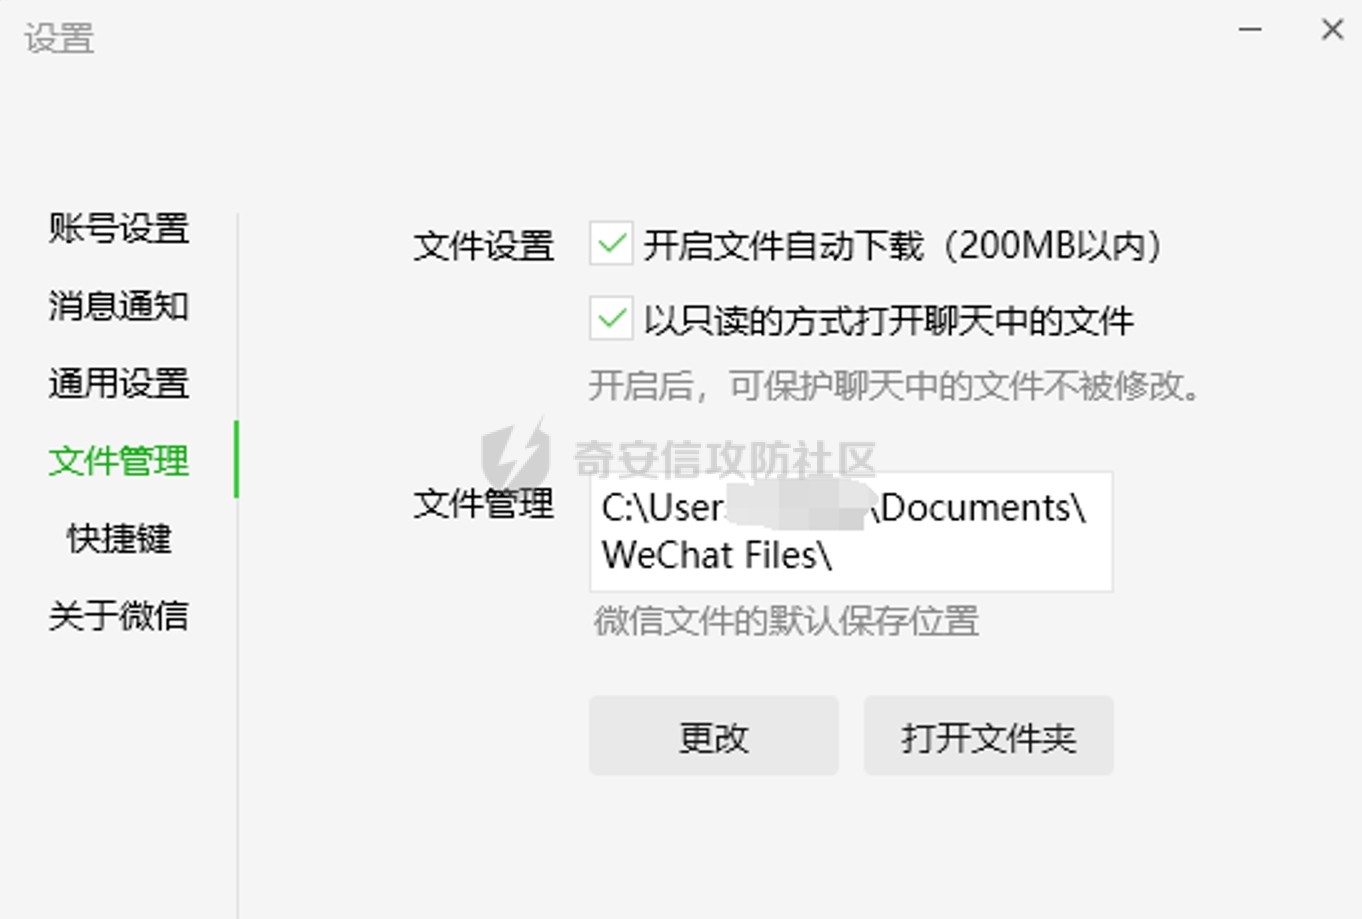 设置
账号设置
消息通知
通用设置
文件管理
快捷键
关于微信
文件设置 开启文件自动下载（200MB以内）
以只读的方式打开聊天中的文件
开启后，可保护聊天中的文件不被修改。
奇安信攻防社区
文件管理 C:\User \Documents\
WeChat Files\
微信文件的默认保存位置
更改 打开文件夹